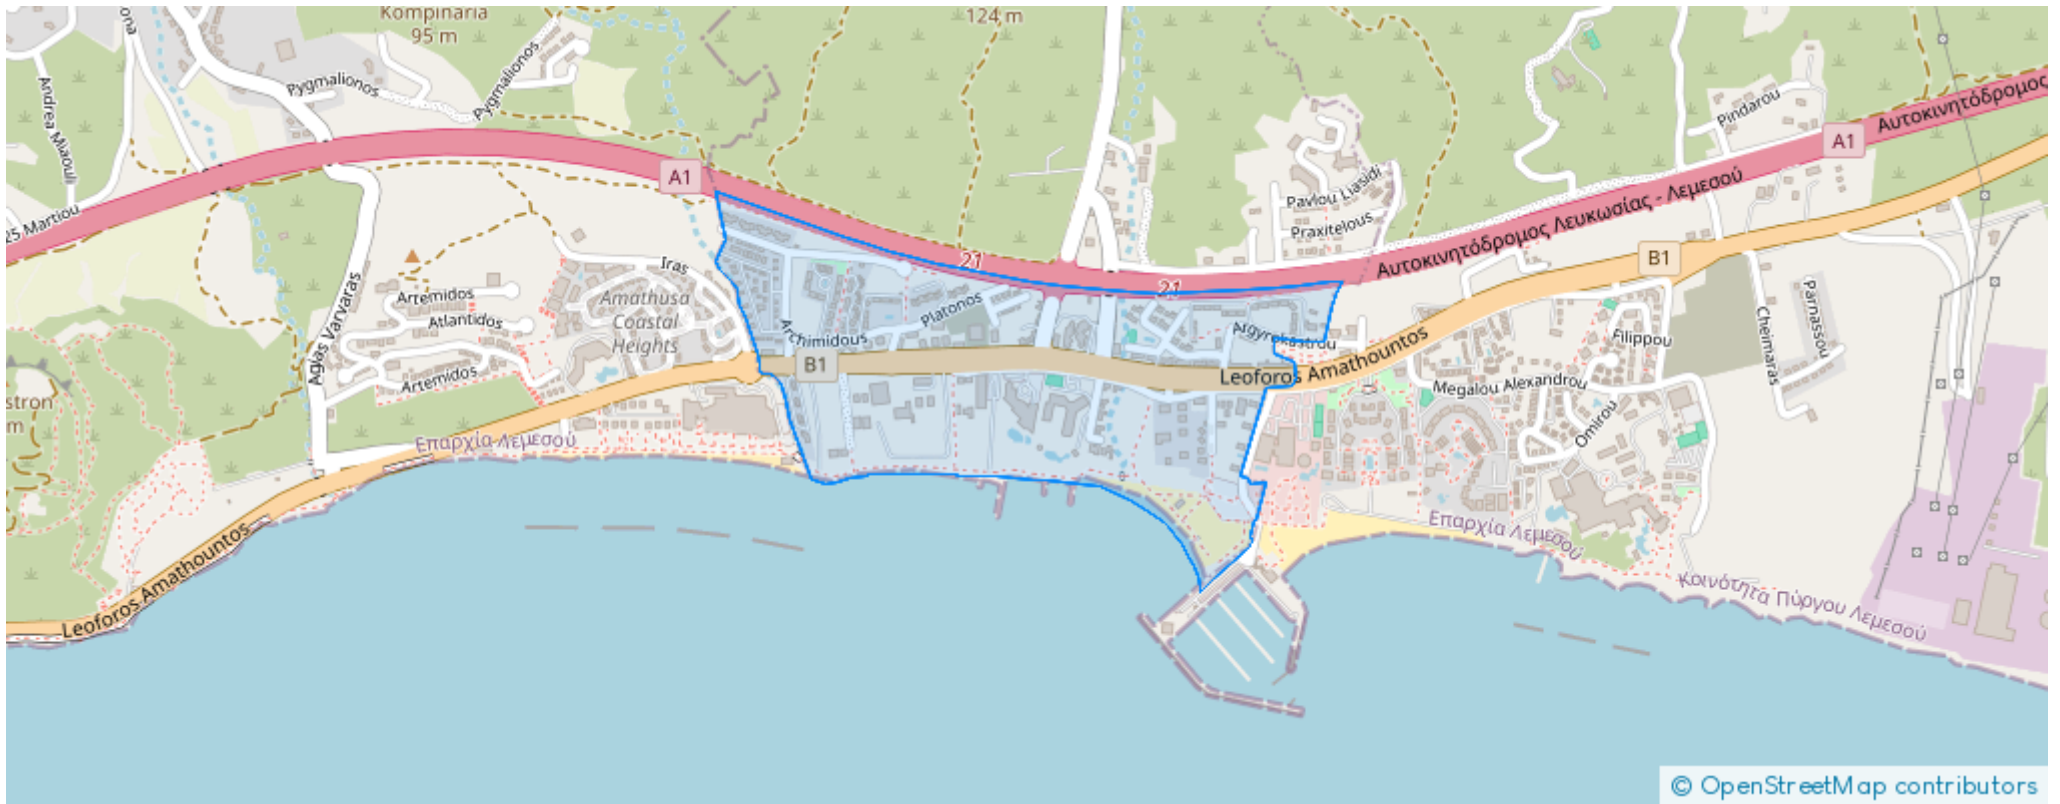 Kompinaria
95 m
124 m
ona
Pygmalionos
Pygmalionos
Andrea Miaouli
Pindarou
Αυτοκινητόδρομος
A1
A1
25 Martiou
Pavlou Liasidi
Praxitelous
Αυτοκινητόδρομος Λευκωσίας - Λεμεσού
B1
21
21
Iras
Artemidos
Atlantidos
Amathusa
Coastal
Heights
Agias Varvaras
Artemidos
Archimidous
Platonos
Argyrokastrou
B1
Leoforos Amathountos
Filippou
Megalou Alexandrou
Omirou
Cheimaras
Parnassou
stron
m
Επαρχία Λεμεσού
Επαρχία Λεμεσού
Κοινότητα Πύργου Λεμεσού
Leoforos Amathountos
© OpenStreetMap contributors